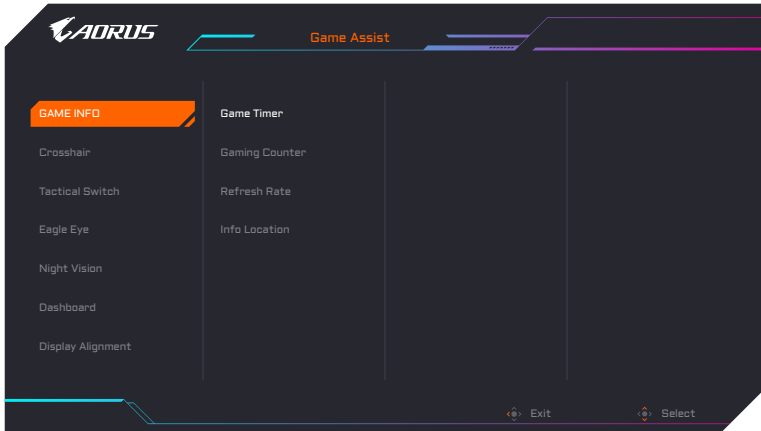 AORUS
Game Assist
GAME INFO
Game Timer
Crosshair
Gaming Counter
Tactical Switch
Refresh Rate
Eagle Eye
Info Location
Night Vision
Dashboard
Display Alignment
Exit
Select